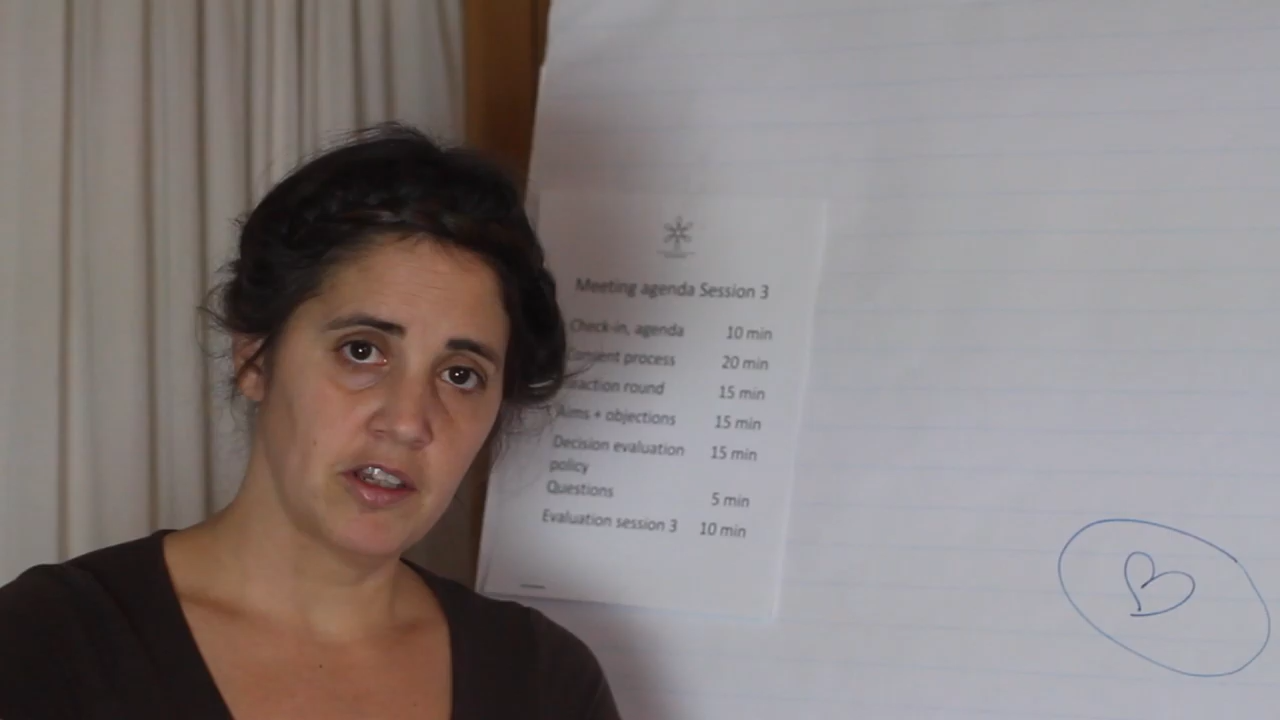 Meeting agenda Session 3
Check-in, agenda 10 min
Consent process 20 min
Reaction round 15 min
Aims + objections 15 min
Decision evaluation 15 min
policy
Questions 5 min
Evaluation session 3 10 min